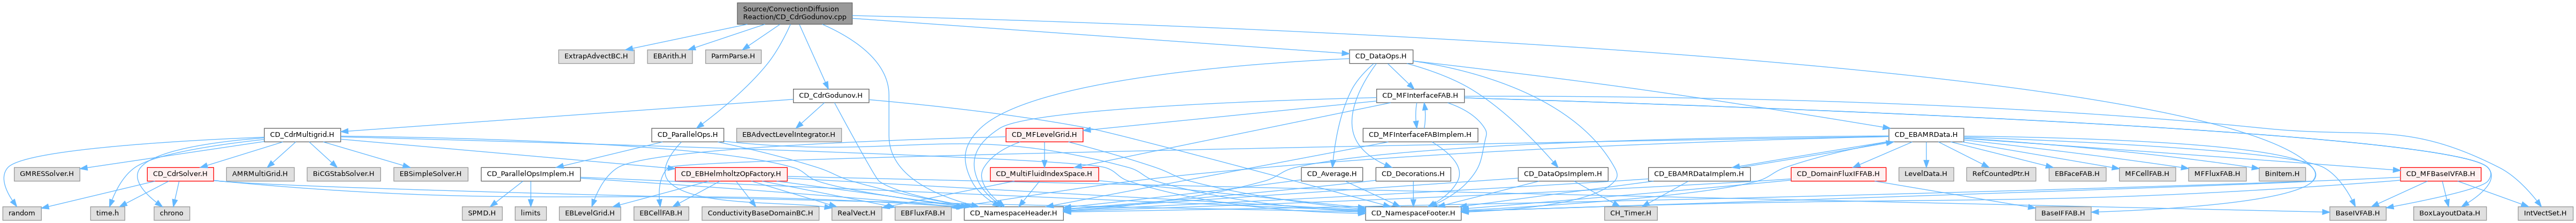 Source/ConvectionDiffusion
Reaction/CD_CdrGodunov.cpp
ExtrapAdvectBC.H
EBArith.H
ParmParse.H
CD_DataOps.H
CD_CdrGodunov.H
CD_MFInterfaceFAB.H
CD_CdrMultigrid.H
CD_ParallelOps.H
EBAdvectLevelIntegrator.H
CD_MFLevelGrid.H
CD_MFInterfaceFABImplem.H
CD_EBAMRData.H
GMRESSolver.H
CD_CdrSolver.H
AMRMultiGrid.H
BiCGStabSolver.H
EBSimpleSolver.H
CD_ParallelOpsImplem.H
CD_EBHelmholtzOpFactory.H
CD_MultiFluidIndexSpace.H
CD_Average.H
CD_Decorations.H
CD_DataOpsImplem.H
CD_EBAMRDataImplem.H
CD_DomainFluxIFFAB.H
LevelData.H
RefCountedPtr.H
EBFaceFAB.H
MFCellFAB.H
MFFluxFAB.H
BinItem.H
CD_MFBaseIVFAB.H
random
time.h
chrono
SPMD.H
limits
EBLevelGrid.H
EBCellFAB.H
ConductivityBaseDomainBC.H
RealVect.H
EBFluxFAB.H
CD_NamespaceHeader.H
CD_NamespaceFooter.H
CH_Timer.H
BaseIFFAB.H
BaseIVFAB.H
BoxLayoutData.H
IntVectSet.H